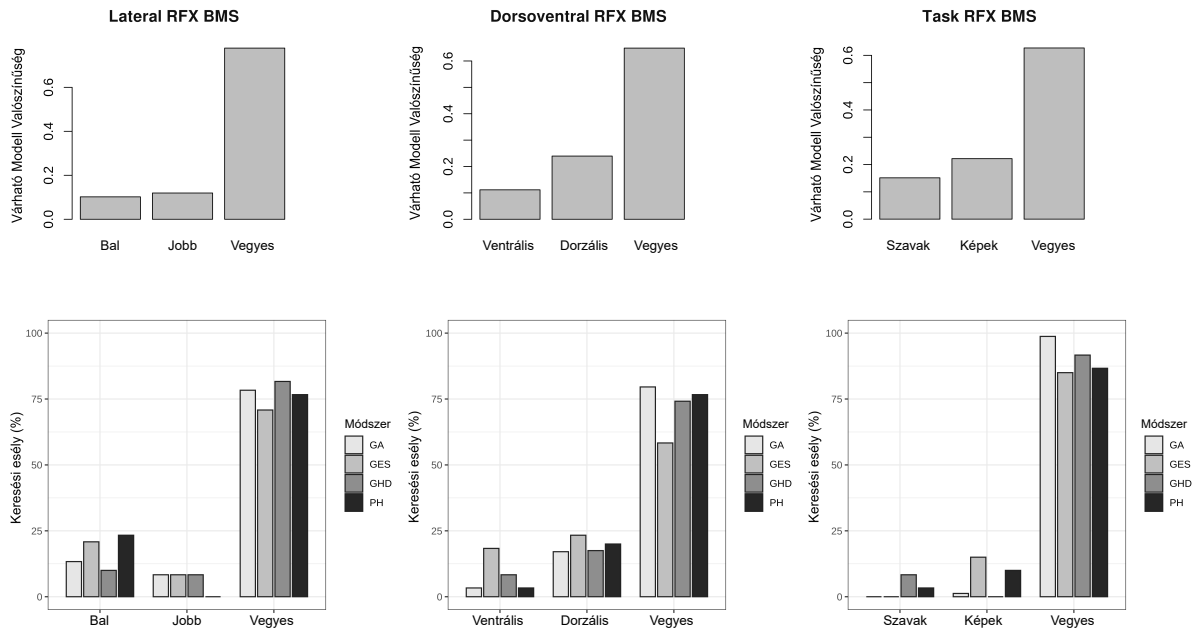 Lateral RFX BMS
Várható Modell Valószínűség
0.6
0.4
0.2
0.0
Bal Jobb Vegyes
Dorsoventral RFX BMS
Várható Modell Valószínűség
0.6
0.4
0.2
0.0
Ventrális Dorzális Vegyes
Task RFX BMS
Várható Modell Valószínűség
0.6
0.4
0.2
0.0
Szavak Képek Vegyes
Keresési esély (%)
100
75
50
25
0
Bal Jobb Vegyes
Módszer
GA
GES
GHD
PH
Keresési esély (%)
100
75
50
25
0
Ventrális Dorzális Vegyes
Módszer
GA
GES
GHD
PH
Keresési esély (%)
100
75
50
25
0
Szavak Képek Vegyes
Módszer
GA
GES
GHD
PH